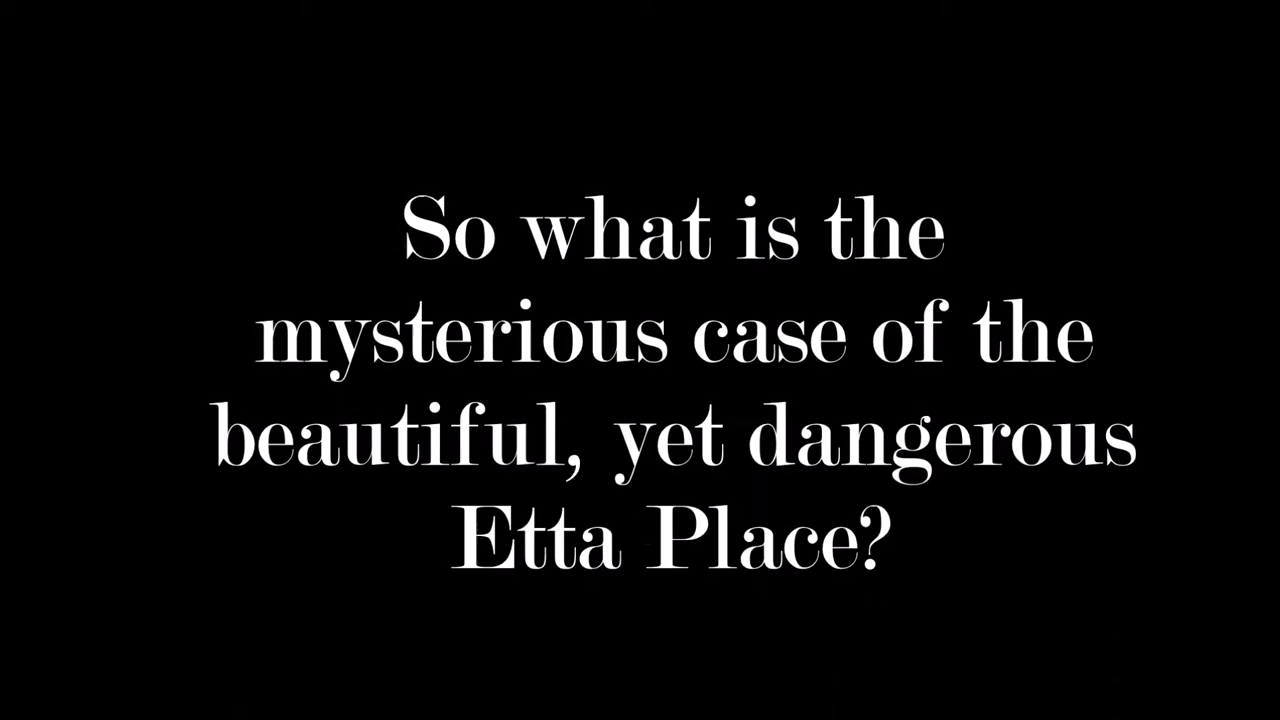 So what is the
mysterious case of the
beautiful, yet dangerous
Etta Place?